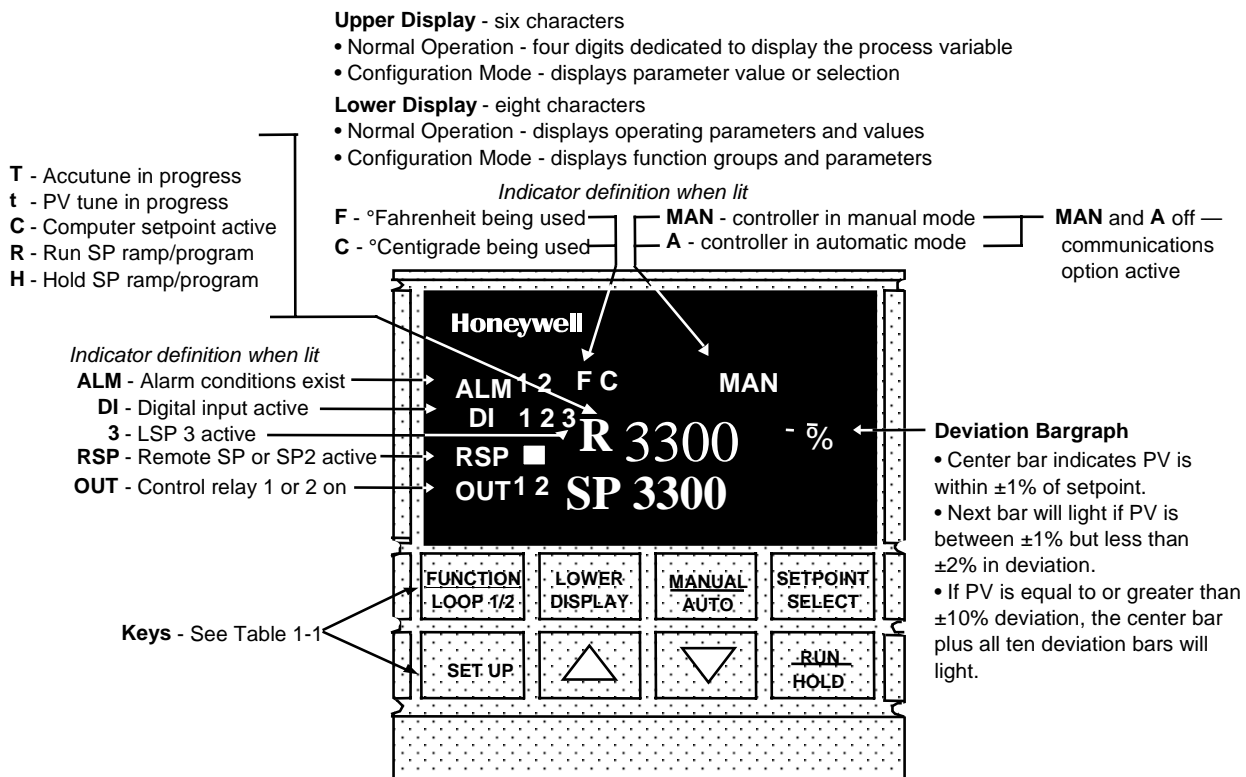 Upper Display - six characters
• Normal Operation - four digits dedicated to display the process variable
• Configuration Mode - displays parameter value or selection
Lower Display - eight characters
• Normal Operation - displays operating parameters and values
• Configuration Mode - displays function groups and parameters
T - Accutune in progress
t - PV tune in progress
C - Computer setpoint active
R - Run SP ramp/program
H - Hold SP ramp/program
Indicator definition when lit
F - °Fahrenheit being used
C - °Centigrade being used
MAN - controller in manual mode
A - controller in automatic mode
MAN and A off —
communications
option active
Indicator definition when lit
ALM - Alarm conditions exist
DI - Digital input active
3 - LSP 3 active
RSP - Remote SP or SP2 active
OUT - Control relay 1 or 2 on
Honeywell
ALM 1 2 F C MAN
DI 1 2 3
R 3300 - %
RSP
OUT 1 2 SP 3300
Deviation Bargraph
• Center bar indicates PV is
within ±1% of setpoint.
• Next bar will light if PV is
between ±1% but less than
±2% in deviation.
• If PV is equal to or greater than
±10% deviation, the center bar
plus all ten deviation bars will
light.
Keys - See Table 1-1
FUNCTION
LOOP 1/2
LOWER
DISPLAY
MANUAL
AUTO
SETPOINT
SELECT
SET UP
RUN
HOLD